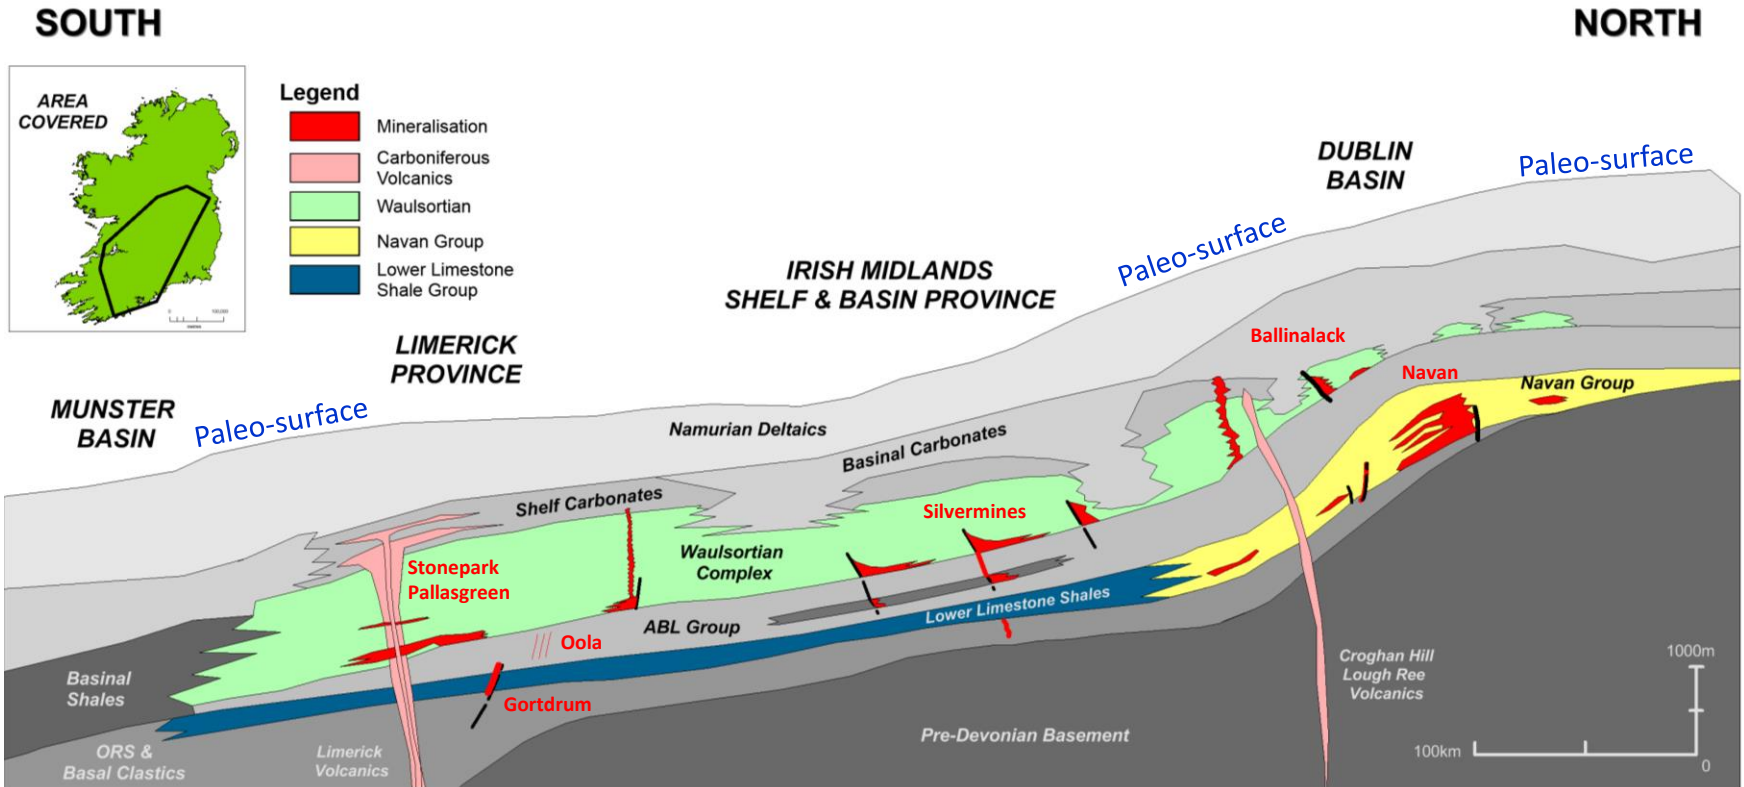 SOUTH
NORTH
AREA
COVERED
Legend
Mineralisation
Carboniferous
Volcanics
Waulsortian
Navan Group
Lower Limestone
Shale Group
DUBLIN
BASIN
Paleo-surface
Paleo-surface
IRISH MIDLANDS
SHELF & BASIN PROVINCE
LIMERICK
PROVINCE
MUNSTER
BASIN
Paleo-surface
Ballinalack
Navan
Navan Group
Namurian Deltaics
Basinal Carbonates
Shelf Carbonates
Silvermines
Waulsortian
Complex
Stonepark
Pallasgreen
Lower Limestone Shales
ABL Group
Oola
Gortdrum
Basinal
Shales
ORS &
Basal Clastics
Limerick
Volcanics
Pre-Devonian Basement
Croghan Hill
Lough Ree
Volcanics
1000m
100km
0